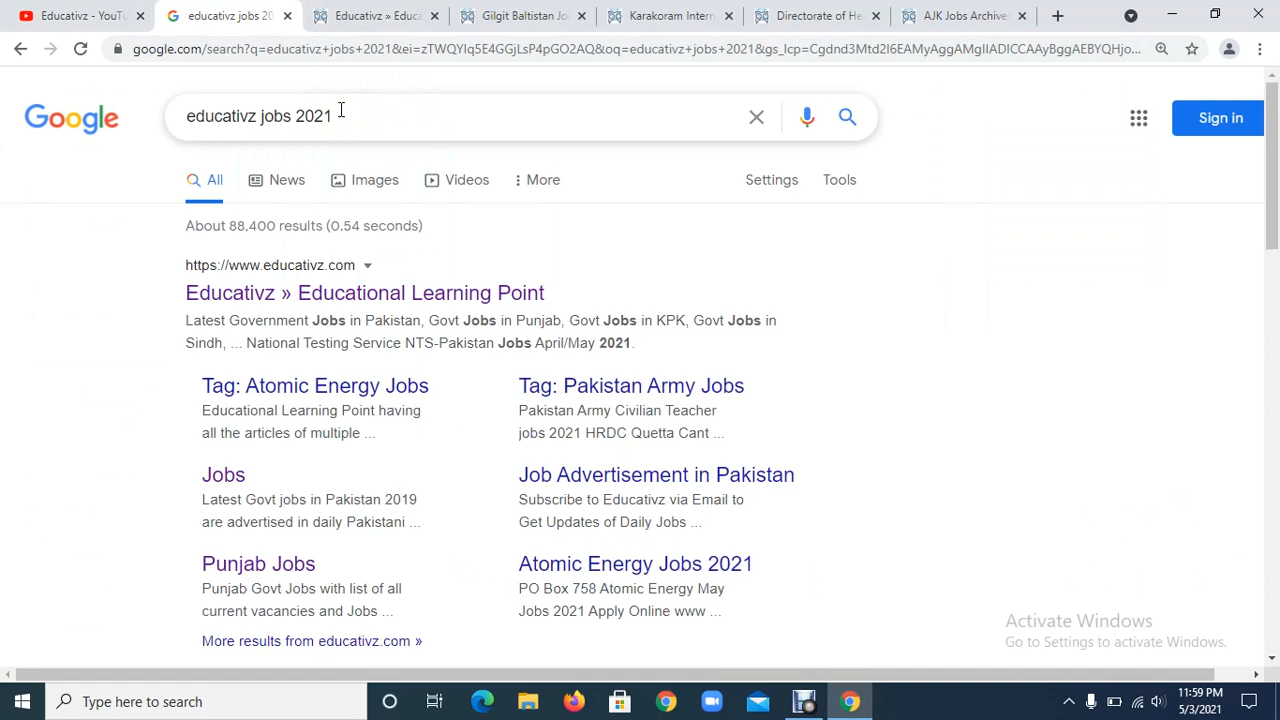 Educativz - YouTu
educativz jobs 20
Educativz » Educa
Gilgit Baltistan Jo
Karakoram Intern
Directorate of He
AJK Jobs Archive
google.com/search?q=educativz+jobs+2021&ei=zTWQYIq5E4GGjLsP4pGO2AQ&oq=educativz+jobs+2021&gs_lcp=Cgdnd3Mtd2l6EAMyAggAMgIIADICCAAyBggAEBYQHjo...
Google
educativz jobs 2021
Sign in
All
News
Images
Videos
More
Settings
Tools
About 88,400 results (0.54 seconds)
https://www.educativz.com
Educativz » Educational Learning Point
Latest Government Jobs in Pakistan, Govt Jobs in Punjab, Govt Jobs in KPK, Govt Jobs in
Sindh, ... National Testing Service NTS-Pakistan Jobs April/May 2021.
Tag: Atomic Energy Jobs
Educational Learning Point having
all the articles of multiple ...
Tag: Pakistan Army Jobs
Pakistan Army Civilian Teacher
jobs 2021 HRDC Quetta Cant ...
Jobs
Latest Govt jobs in Pakistan 2019
are advertised in daily Pakistani ...
Job Advertisement in Pakistan
Subscribe to Educativz via Email to
Get Updates of Daily Jobs ...
Punjab Jobs
Punjab Govt Jobs with list of all
current vacancies and Jobs ...
Atomic Energy Jobs 2021
PO Box 758 Atomic Energy May
Jobs 2021 Apply Online www ...
More results from educativz.com »
Activate Windows
Go to Settings to activate Windows.
Type here to search
11:59 PM
5/3/2021